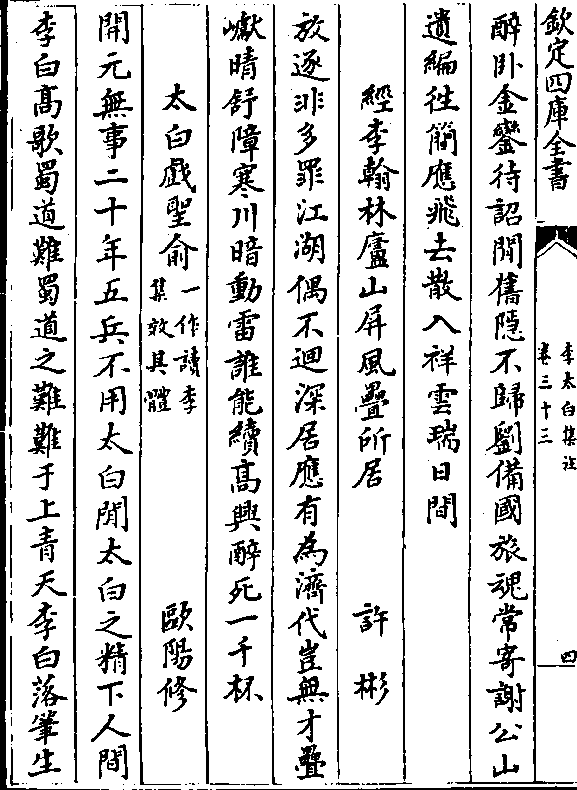 欽定四庫全書
李太白集注
卷三十三
四
醉卧金鑾待詔閒舊隱不歸劉備國旅魂常寄謝公山
遺編往簡應飛去散入祥雲瑞日間
經李翰林廬山屏風疊所居 許彬
放逐非多罪江湖偶不迴深居應有為濟代豈無才疊
巘晴舒障寒川暗動雷誰能續高興醉死一千杯
太白戲聖俞一作讀李集效其體 歐陽修
開元無事二十年五兵不用太白閒太白之精下人間
李白高歌蜀道難蜀道之難難于上青天李白落筆生